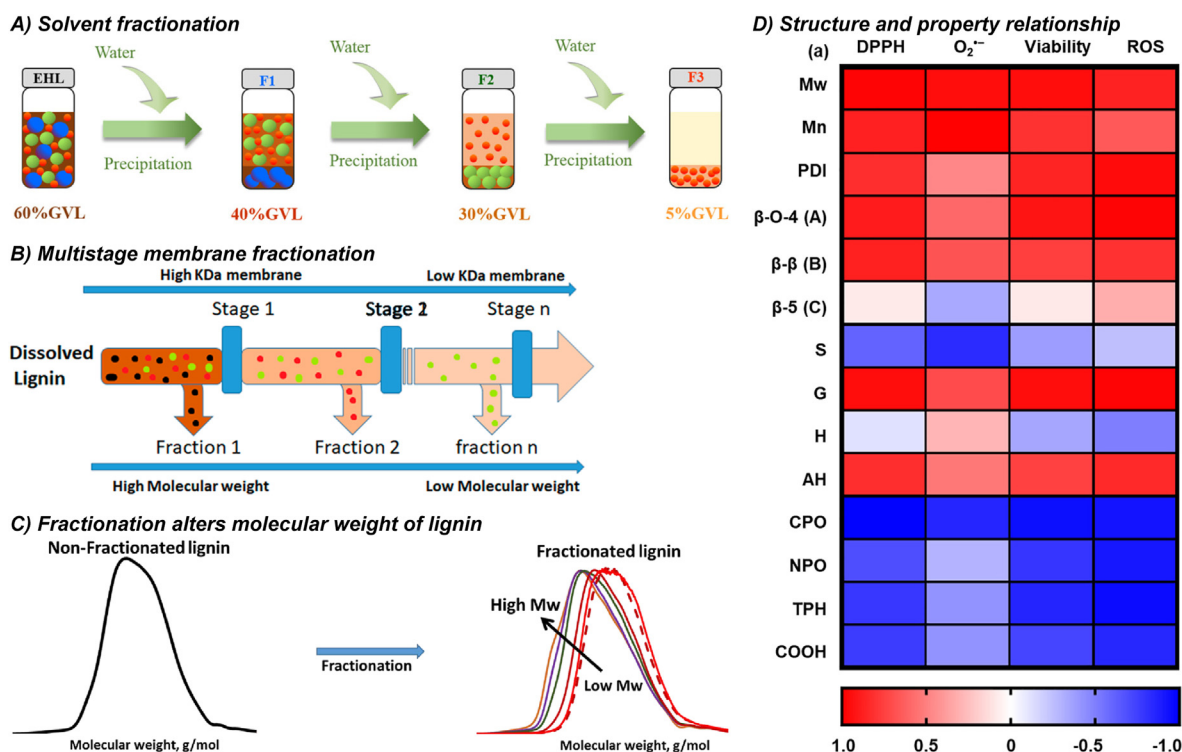 A) Solvent fractionation
Water
Water
Water
EHL
F1
F2
F3
Precipitation
Precipitation
Precipitation
60%GVL
40%GVL
30%GVL
5%GVL
B) Multistage membrane fractionation
High KDa membrane
Low KDa membrane
Stage 1
Stage 2
Stage n
Dissolved
Lignin
Fraction 1
Fraction 2
fraction n
High Molecular weight
Low Molecular weight
C) Fractionation alters molecular weight of lignin
Non-Fractionated lignin
Fractionated lignin
High Mw
Low Mw
Fractionation
Molecular weight, g/mol
Molecular weight, g/mol
D) Structure and property relationship
(a) DPPH O₂•− Viability ROS
Mw
Mn
PDI
β-O-4 (A)
β-β (B)
β-5 (C)
S
G
H
AH
CPO
NPO
TPH
COOH
1.0 0.5 0 -0.5 -1.0